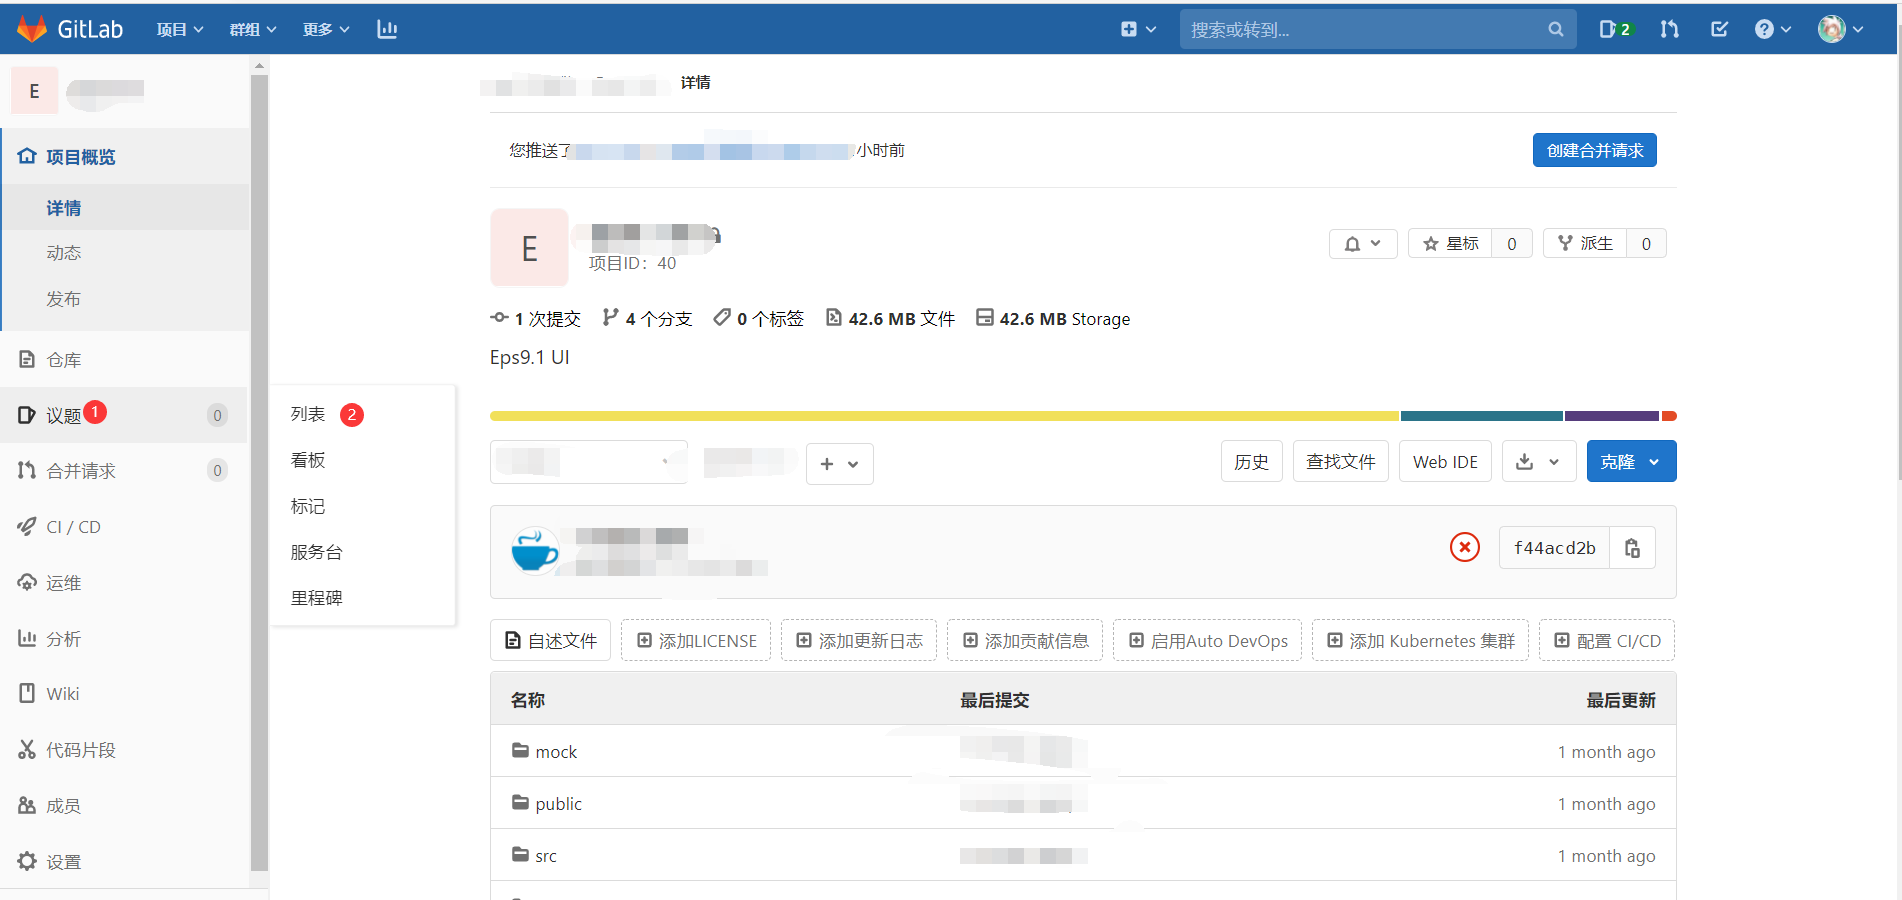 GitLab 项目 群组 更多 搜索或转到... 2
E
项目概览
详情
动态
发布
仓库
议题 1 0
合并请求 0
CI / CD
运维
分析
Wiki
代码片段
成员
设置
列表 2
看板
标记
服务台
里程碑
详情
您推送了 小时前 创建合并请求
E
项目ID: 40
星标 0 派生 0
1 次提交 4 个分支 0 个标签 42.6 MB 文件 42.6 MB Storage
Eps9.1 UI
历史 查找文件 Web IDE 克隆
f44acd2b
自述文件 添加LICENSE 添加更新日志 添加贡献信息 启用Auto DevOps 添加 Kubernetes 集群 配置 CI/CD
名称 最后提交 最后更新
mock 1 month ago
public 1 month ago
src 1 month ago